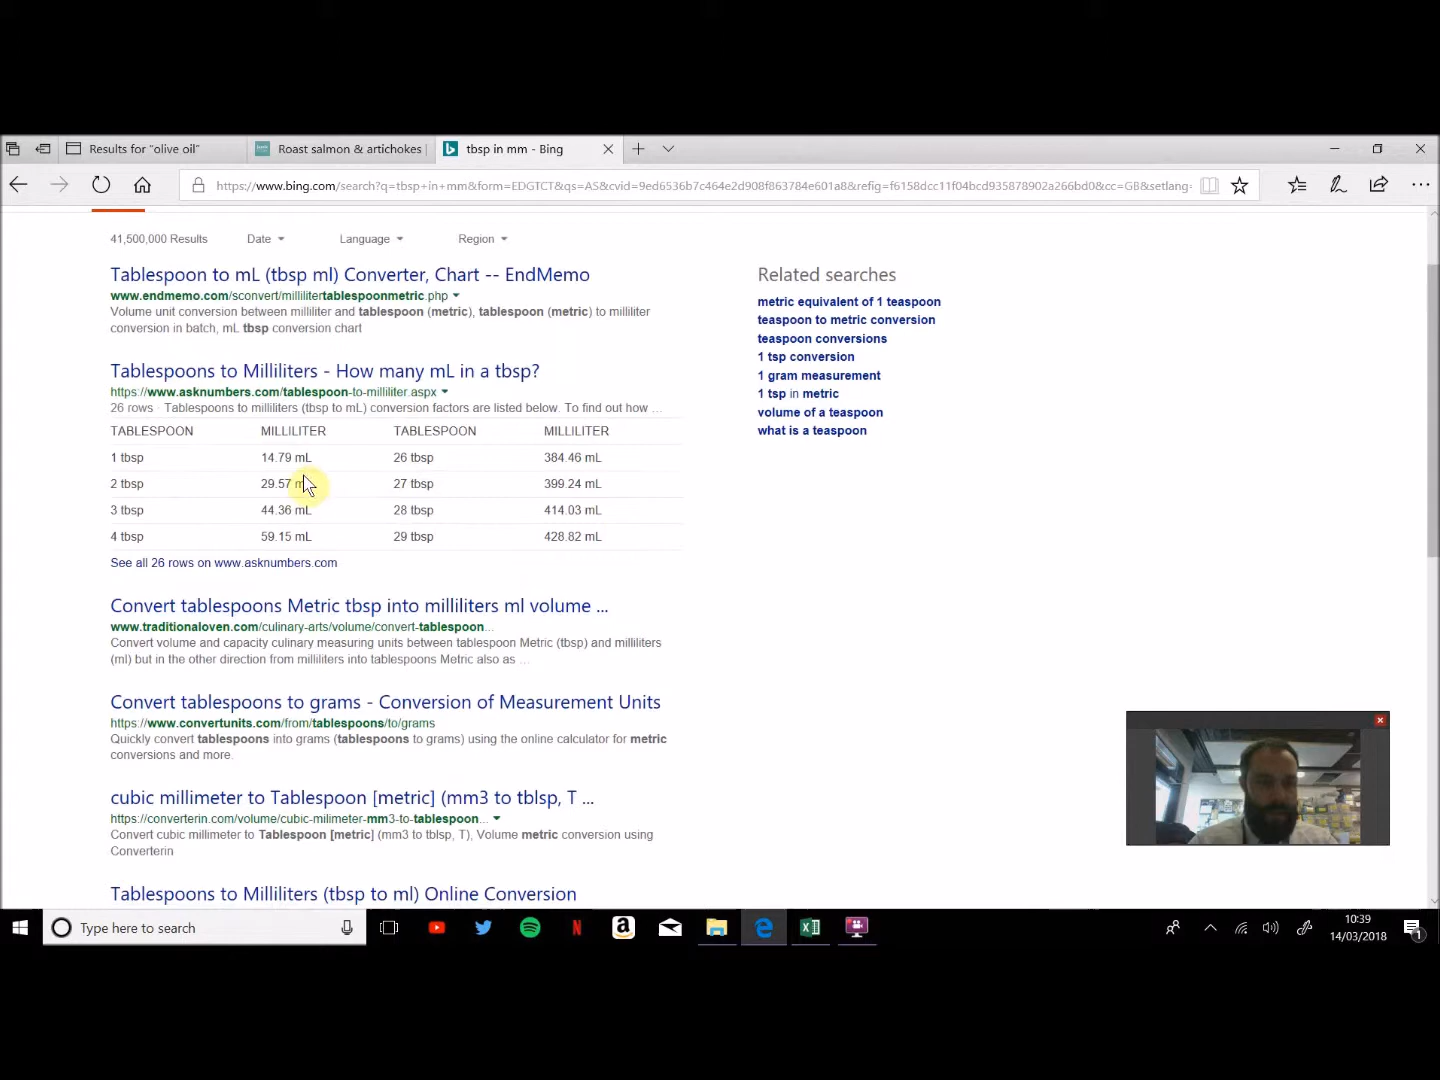 Results for "olive oil"
Roast salmon & artichokes
tbsp in mm - Bing
https://www.bing.com/search?q=tbsp+in+mm&form=EDGTCT&qs=AS&cvid=9ed6536b7c464e2d908f863784e601a8&refig=f6158dcc11f04bcd935878902a266bd0&cc=GB&setlang=
41,500,000 Results Date Language Region
Tablespoon to mL (tbsp ml) Converter, Chart -- EndMemo
www.endmemo.com/sconvert/millilitertablespoonmetric.php
Volume unit conversion between milliliter and tablespoon (metric), tablespoon (metric) to milliliter
conversion in batch, mL tbsp conversion chart
Tablespoons to Milliliters - How many mL in a tbsp?
https://www.asknumbers.com/tablespoon-to-milliliter.aspx
26 rows · Tablespoons to milliliters (tbsp to mL) conversion factors are listed below. To find out how ...
TABLESPOON MILLILITER TABLESPOON MILLILITER
1 tbsp 14.79 mL 26 tbsp 384.46 mL
2 tbsp 29.57 27 tbsp 399.24 mL
3 tbsp 44.36 mL 28 tbsp 414.03 mL
4 tbsp 59.15 mL 29 tbsp 428.82 mL
See all 26 rows on www.asknumbers.com
Convert tablespoons Metric tbsp into milliliters ml volume ...
www.traditionaloven.com/culinary-arts/volume/convert-tablespoon...
Convert volume and capacity culinary measuring units between tablespoon Metric (tbsp) and milliliters
(ml) but in the other direction from milliliters into tablespoons Metric also as ...
Convert tablespoons to grams - Conversion of Measurement Units
https://www.convertunits.com/from/tablespoons/to/grams
Quickly convert tablespoons into grams (tablespoons to grams) using the online calculator for metric
conversions and more.
cubic millimeter to Tablespoon [metric] (mm3 to tblsp, T ...
https://converterin.com/volume/cubic-milimeter-mm3-to-tablespoon...
Convert cubic millimeter to Tablespoon [metric] (mm3 to tblsp, T), Volume metric conversion using
Converterin
Tablespoons to Milliliters (tbsp to ml) Online Conversion
Related searches
metric equivalent of 1 teaspoon
teaspoon to metric conversion
teaspoon conversions
1 tsp conversion
1 gram measurement
1 tsp in metric
volume of a teaspoon
what is a teaspoon
Type here to search
10:39
14/03/2018
1